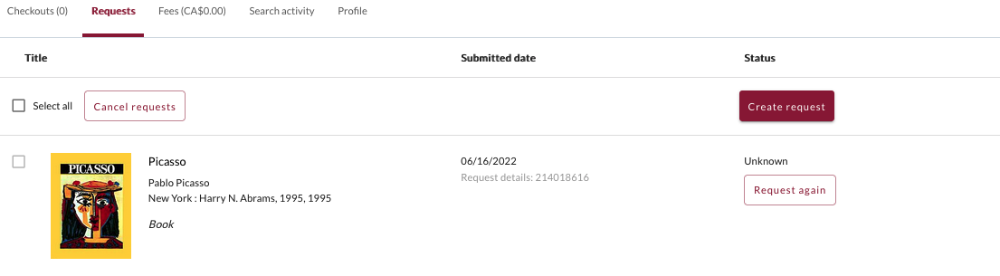 Checkouts (0) Requests Fees (CA$0.00) Search activity Profile
Title Submitted date Status
Select all Cancel requests Create request
PICASSO
Picasso 06/16/2022 Unknown
Pablo Picasso Request details: 214018616
New York : Harry N. Abrams, 1995, 1995 Request again
Book